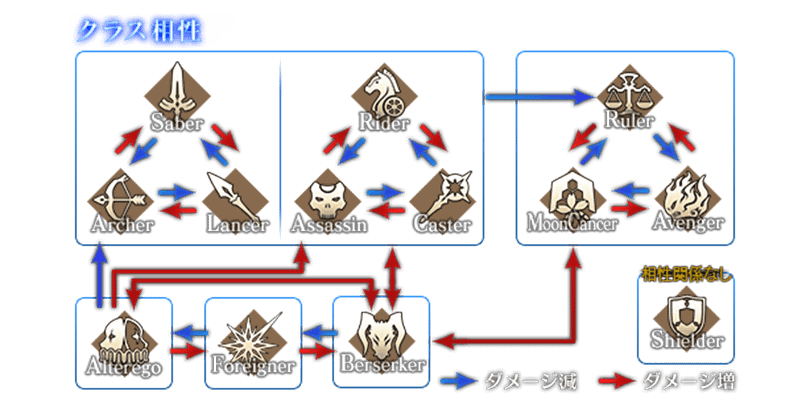 クラス相性
Saber
Rider
Ruler
Archer
Lancer
Assassin
Caster
MoonCancer
Avenger
相性関係なし
Shielder
Alterego
Foreigner
Berserker
ダメージ減
ダメージ増